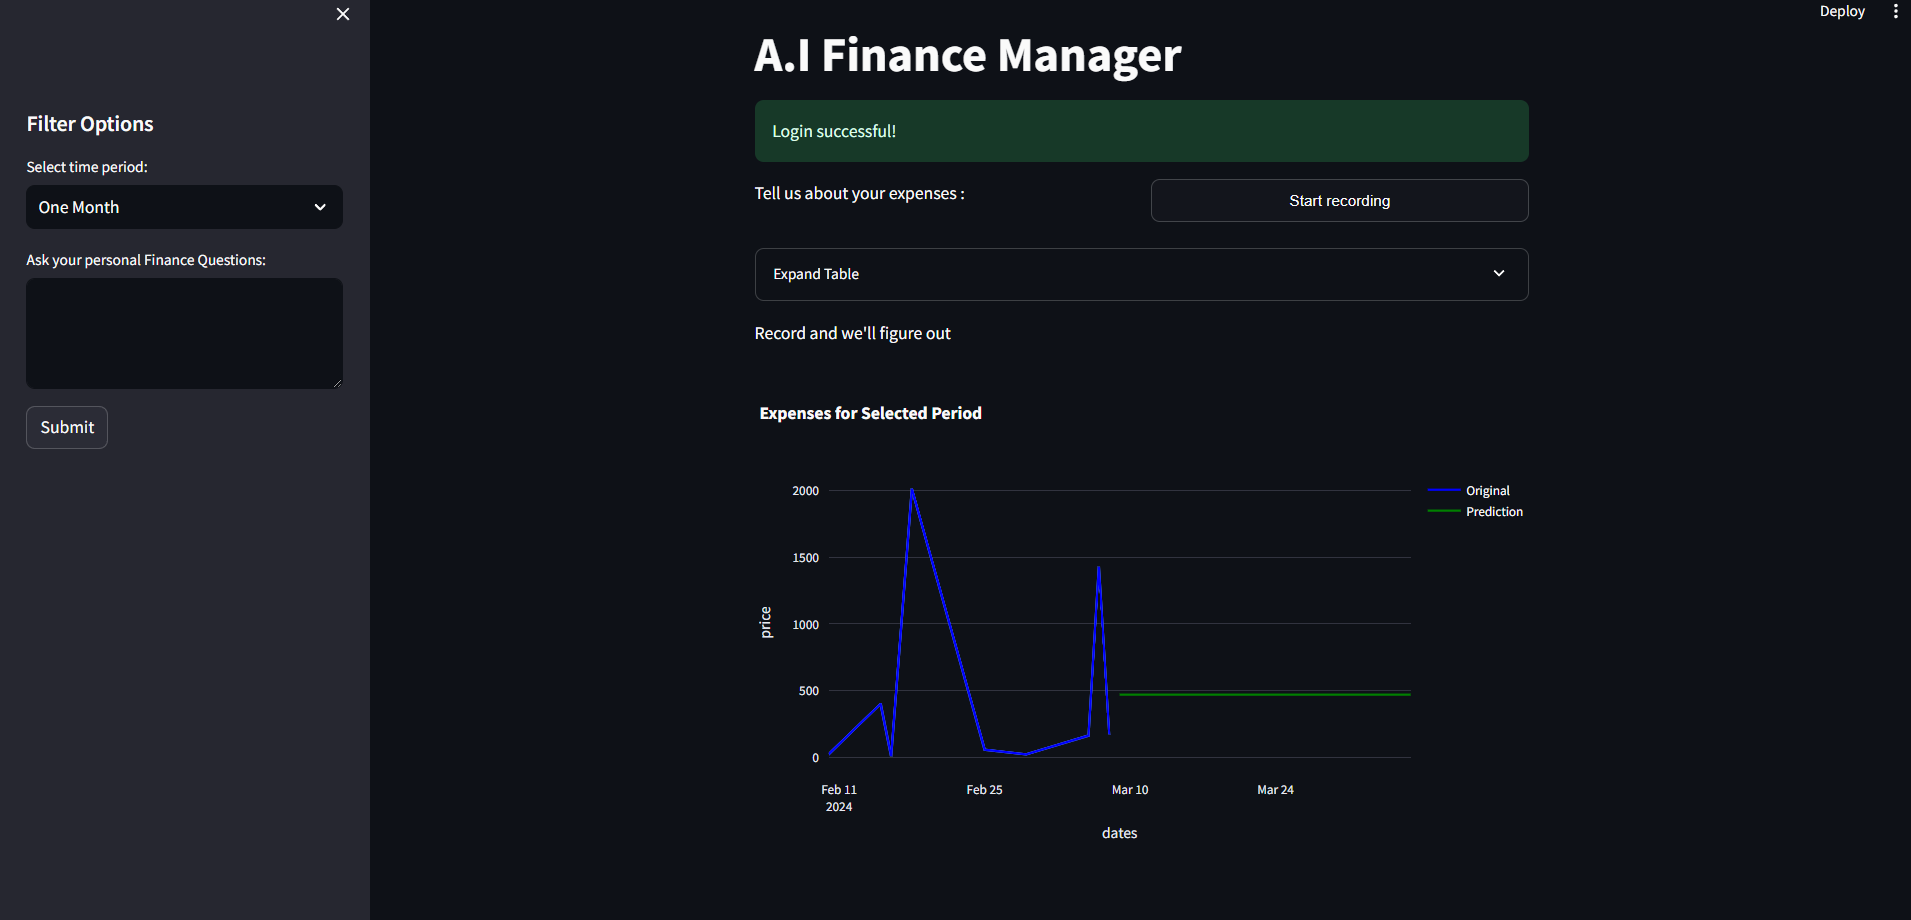 Deploy
A.I Finance Manager
Login successful!
Filter Options
Select time period:
One Month
Ask your personal Finance Questions:
Submit
Tell us about your expenses :
Start recording
Expand Table
Record and we'll figure out
Expenses for Selected Period
Original
Prediction
price
2000
1500
1000
500
0
Feb 11
2024
Feb 25
Mar 10
Mar 24
dates